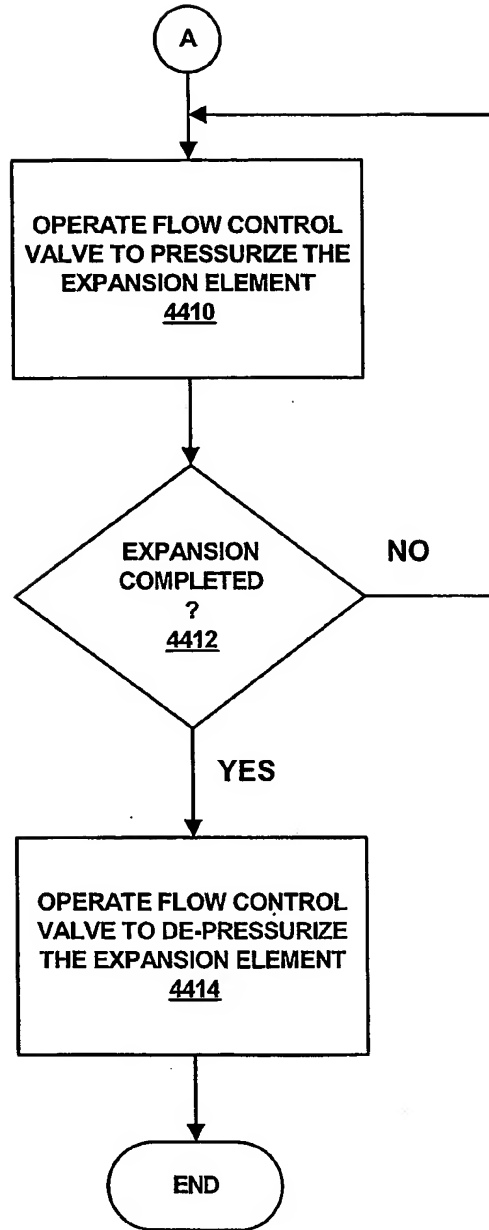 A
OPERATE FLOW CONTROL
VALVE TO PRESSURIZE THE
EXPANSION ELEMENT
4410
EXPANSION
COMPLETED
?
4412
NO
YES
OPERATE FLOW CONTROL
VALVE TO DE-PRESSURIZE
THE EXPANSION ELEMENT
4414
END